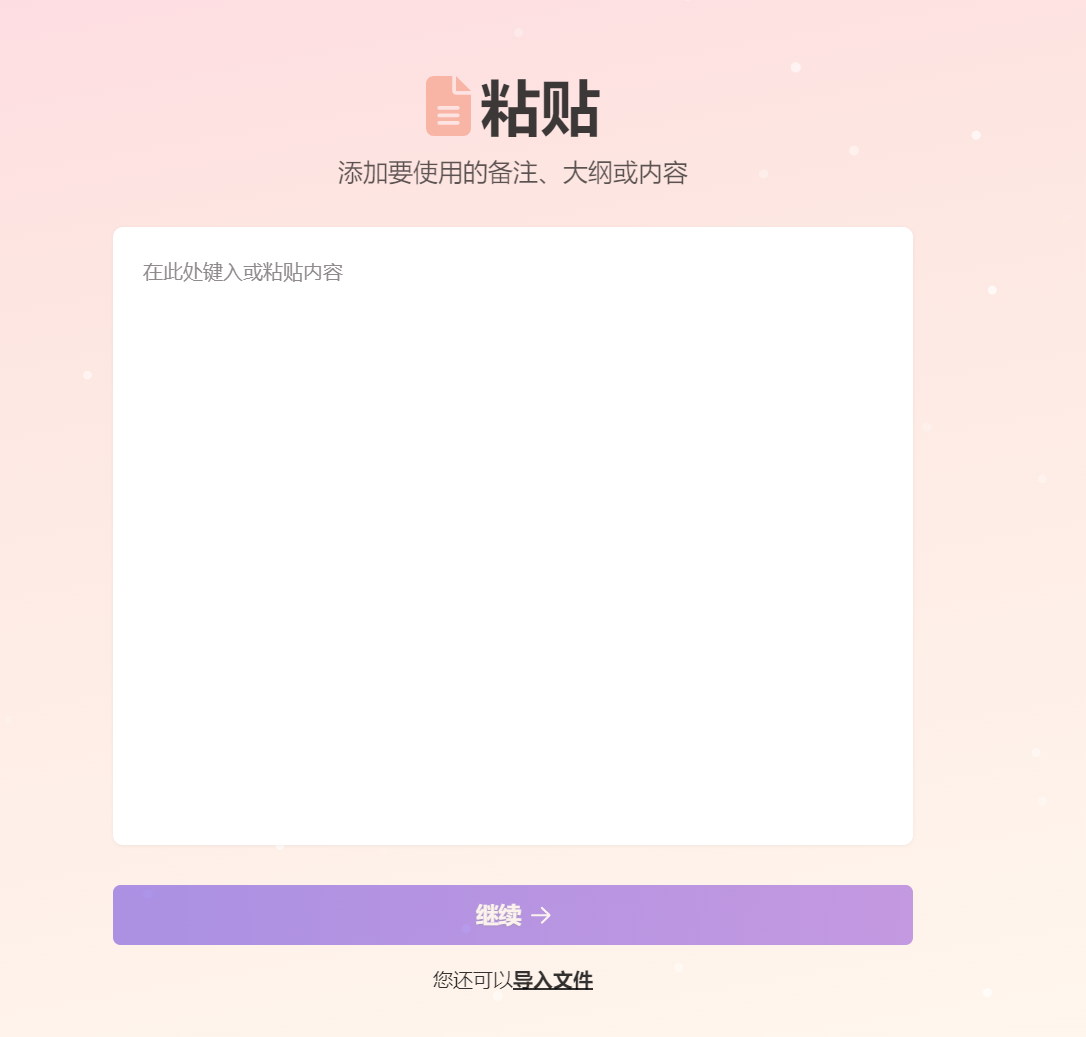 粘贴
添加要使用的备注、大纲或内容
在此处键入或粘贴内容
继续 →
您还可以导入文件